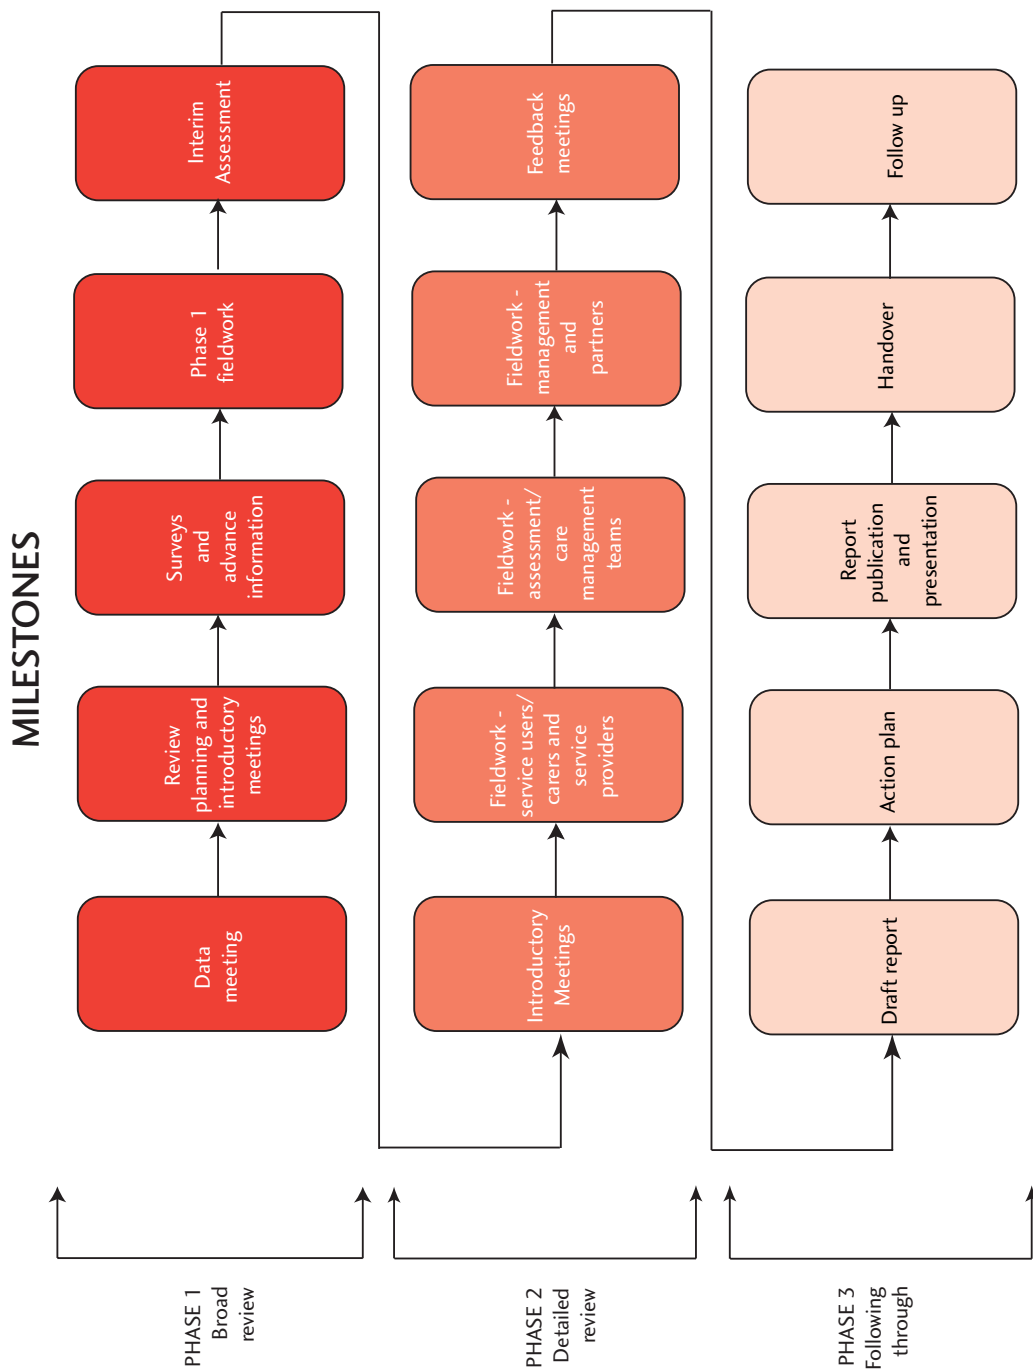 MILESTONES
PHASE 1
Broad
review
Data
meeting
Review
planning and
introductory
meetings
Surveys
and
advance
information
Phase 1
fieldwork
Interim
Assessment
PHASE 2
Detailed
review
Introductory
Meetings
Fieldwork -
service users/
carers and
service
providers
Fieldwork -
assessment/
care
management
teams
Fieldwork -
management
and
partners
Feedback
meetings
PHASE 3
Following
through
Draft report
Action plan
Report
publication
and
presentation
Handover
Follow up